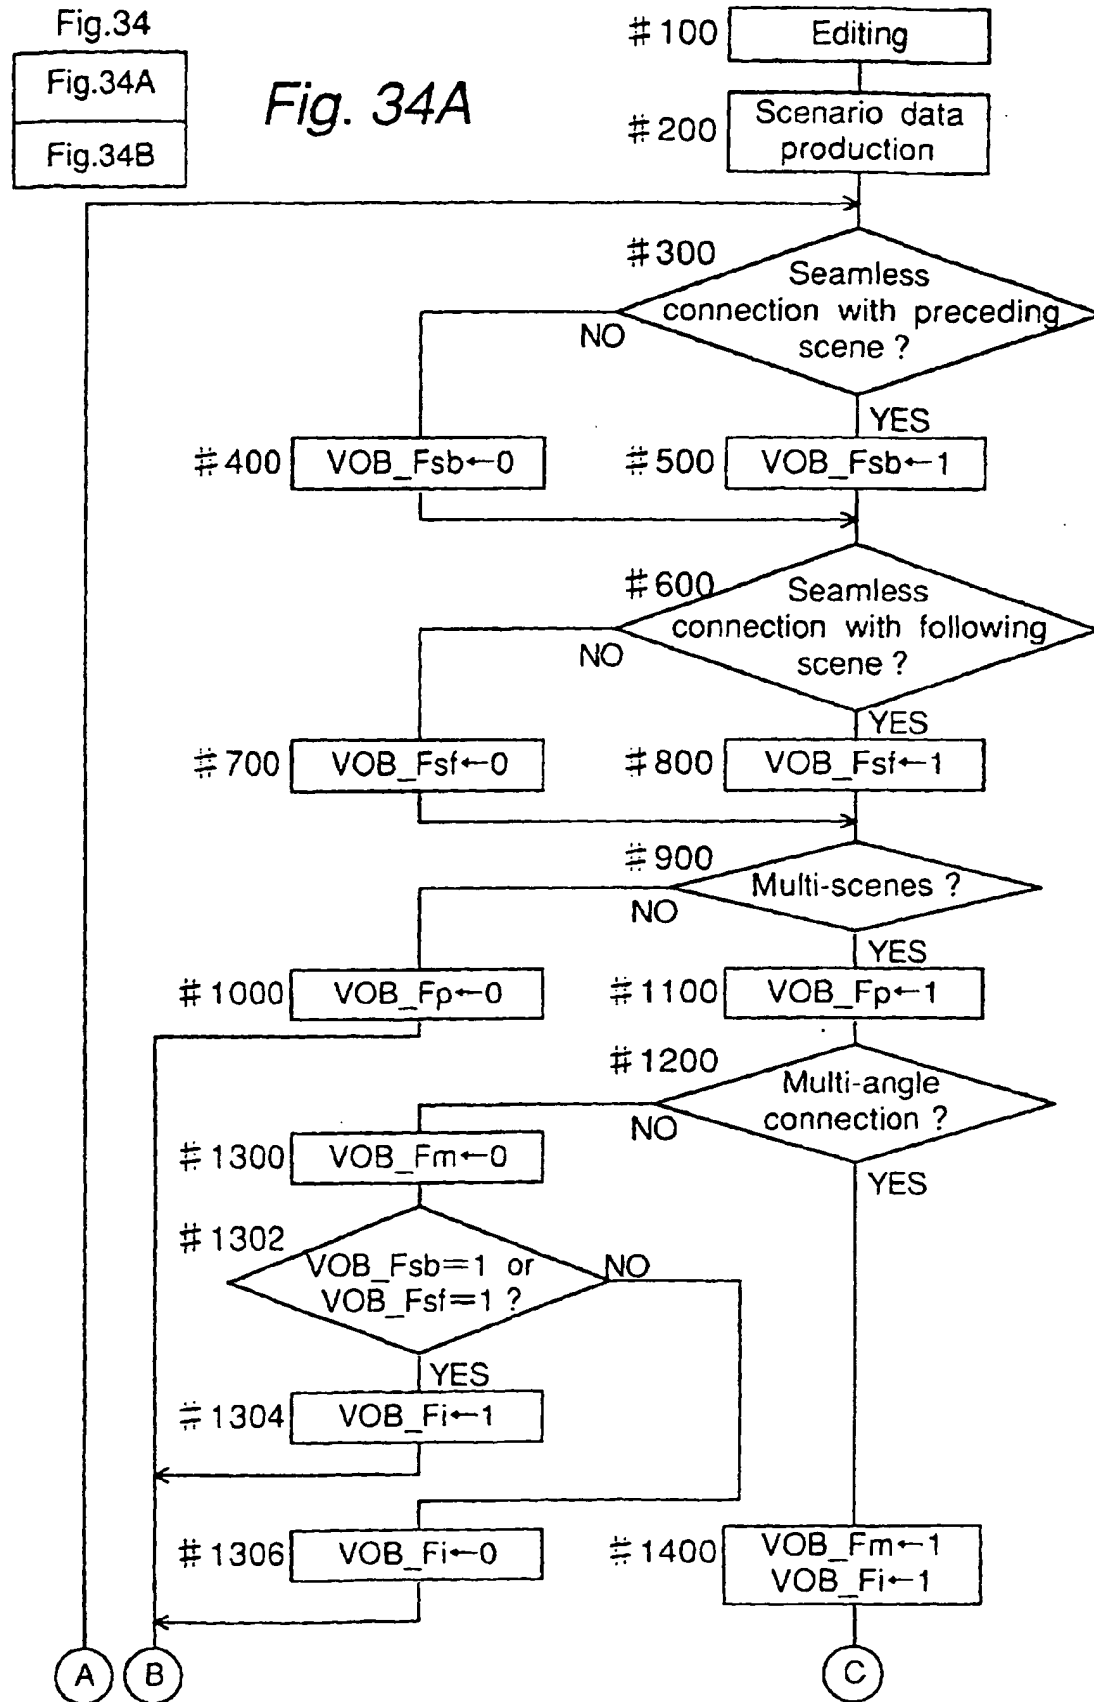 Fig.34
Fig.34A
Fig.34B
Fig. 34A
#100
Editing
#200
Scenario data
production
#300
Seamless
connection with preceding
scene ?
NO
YES
#400
VOB_Fsb←0
#500
VOB_Fsb←1
#600
Seamless
connection with following
scene ?
NO
YES
#700
VOB_Fsf←0
#800
VOB_Fsf←1
#900
Multi-scenes ?
NO
YES
#1000
VOB_Fp←0
#1100
VOB_Fp←1
#1200
Multi-angle
connection ?
NO
YES
#1300
VOB_Fm←0
#1302
VOB_Fsb=1 or
VOB_Fsf=1 ?
NO
YES
#1304
VOB_Fi←1
#1306
VOB_Fi←0
#1400
VOB_Fm←1
VOB_Fi←1
A
B
C